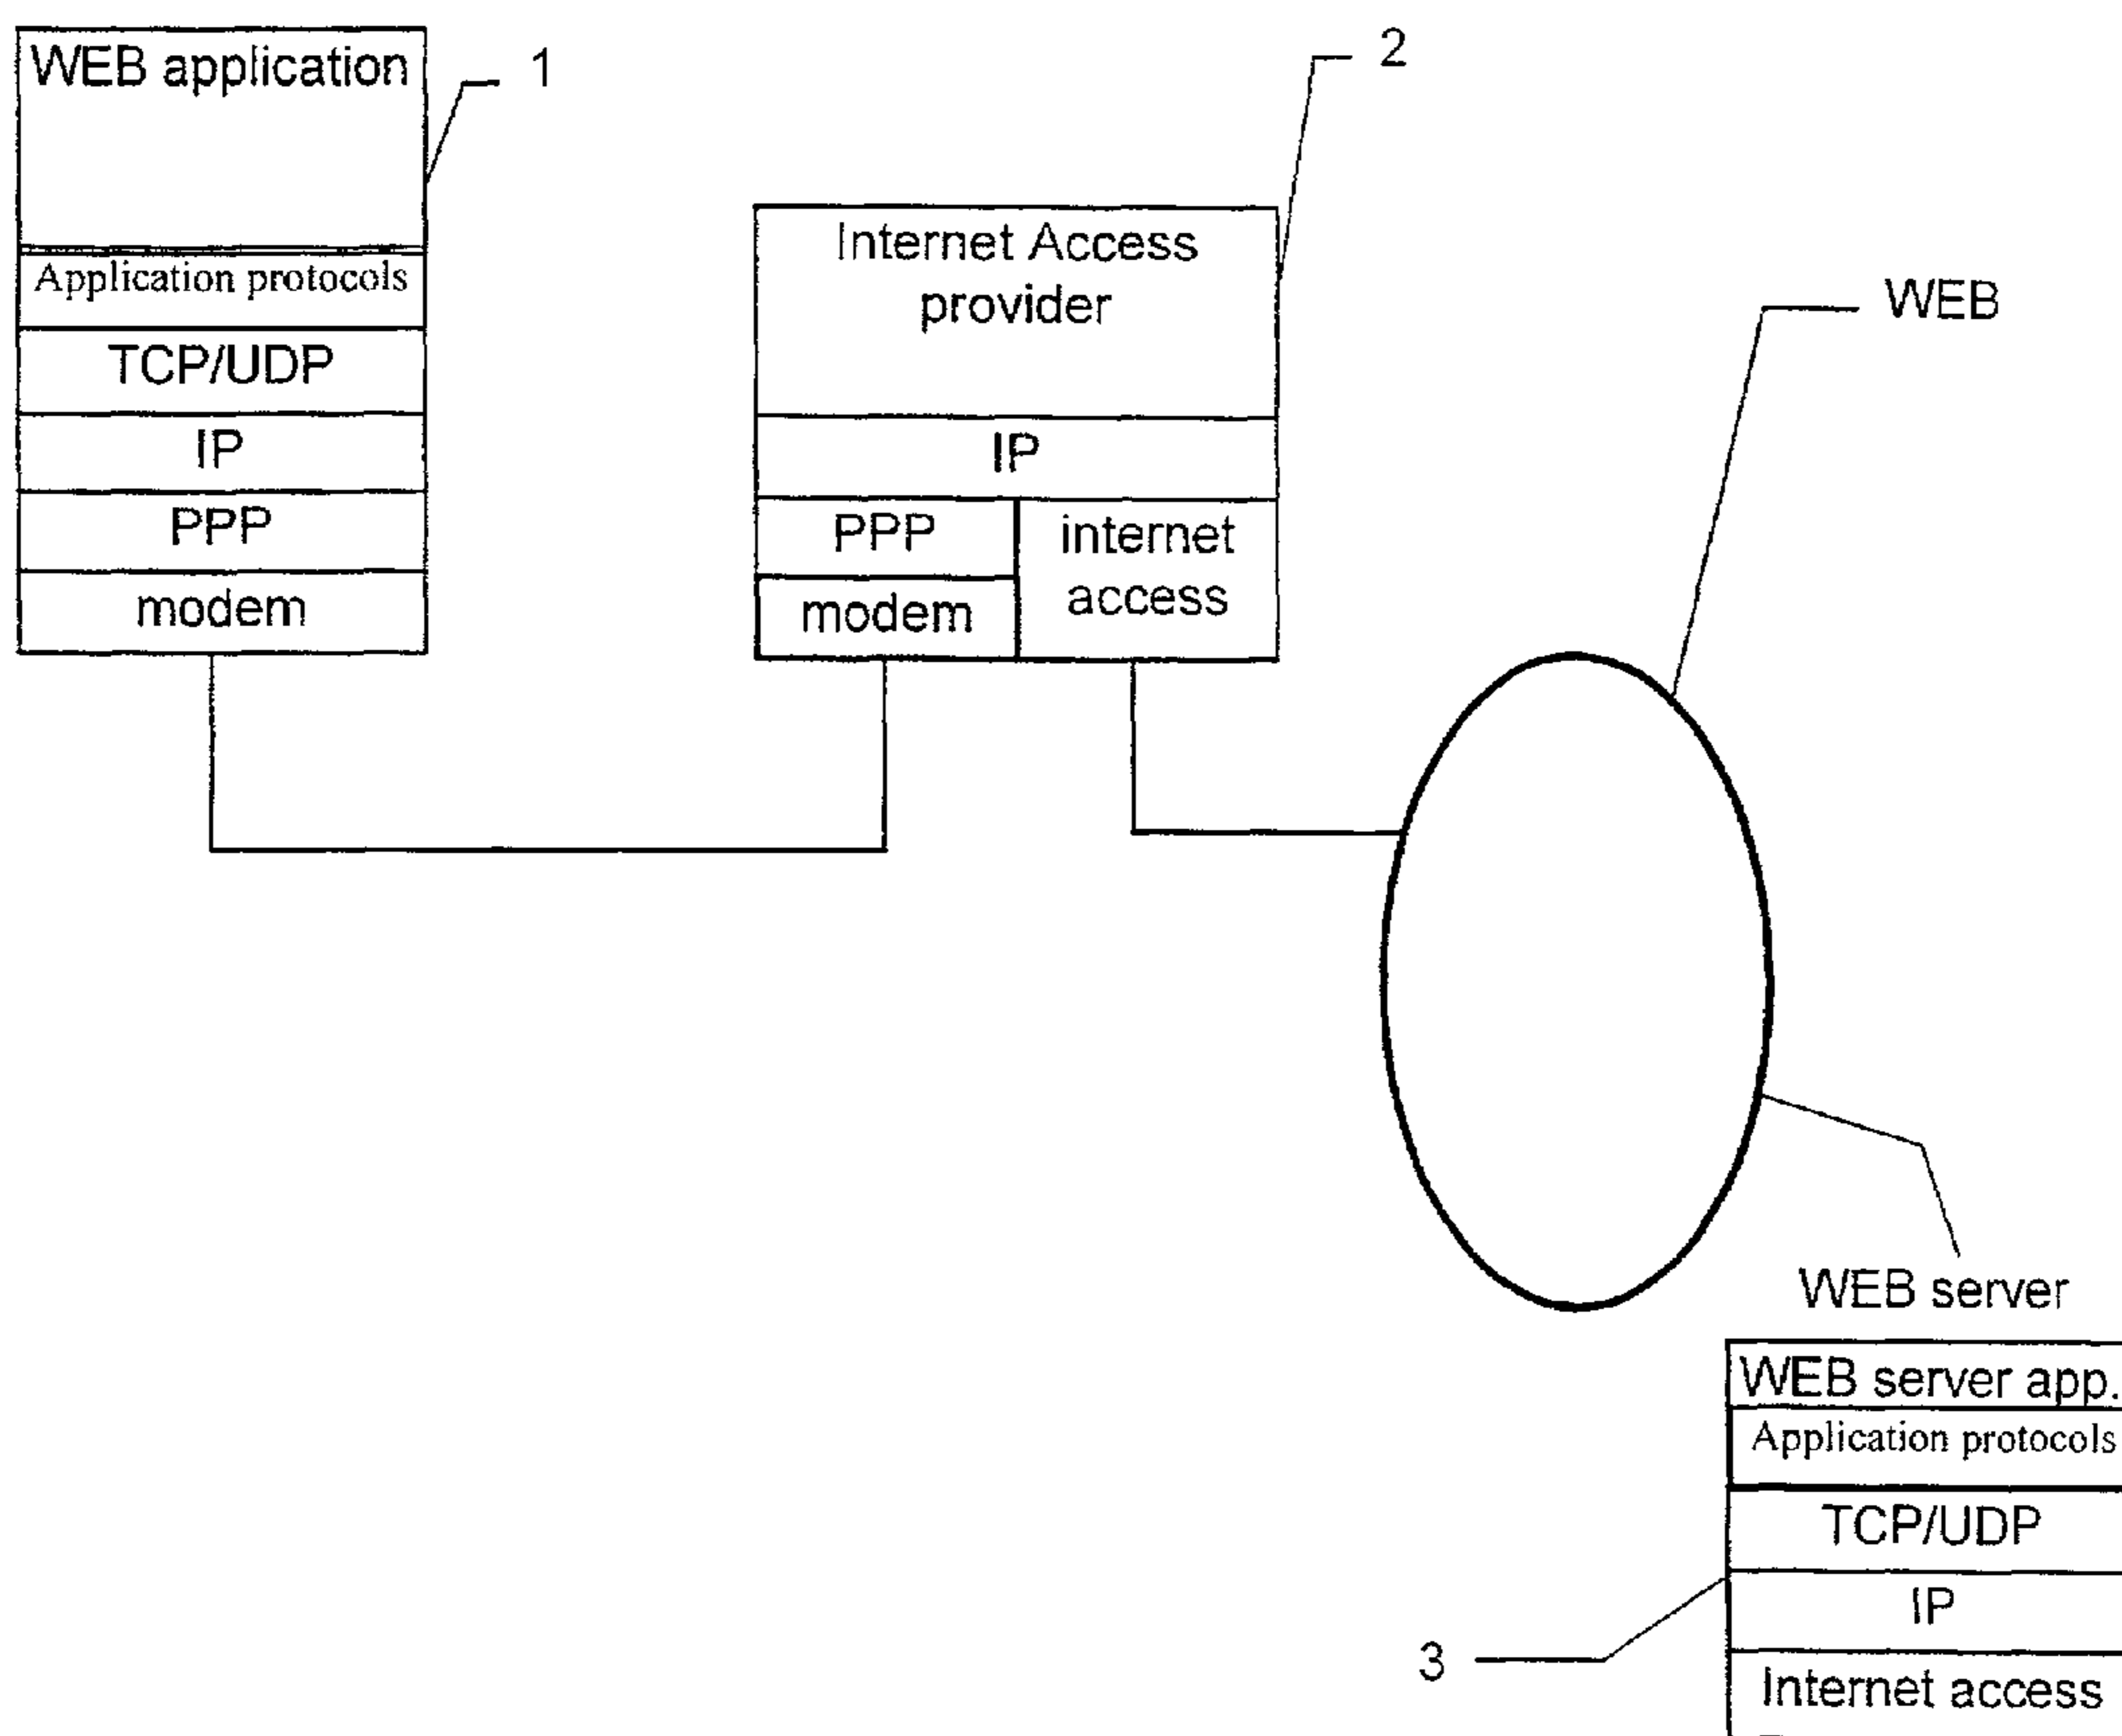 WEB application
1
Application protocols
TCP/UDP
IP
PPP
modem
2
Internet Access
provider
IP
PPP
modem
internet
access
WEB
WEB server
WEB server app.
Application protocols
TCP/UDP
IP
Internet access
3